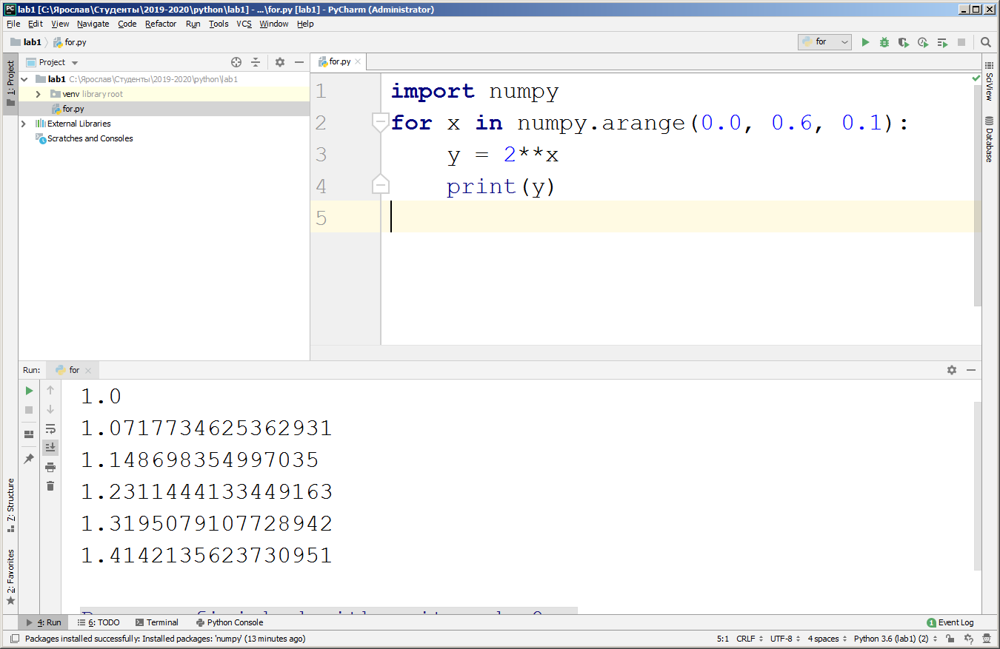 lab1 [C:\Ярослав\Студенты\2019-2020\python\lab1] - ...\for.py [lab1] - PyCharm (Administrator)
File Edit View Navigate Code Refactor Run Tools VCS Window Help
lab1 for.py for
1: Project
Project
lab1 C:\Ярослав\Студенты\2019-2020\python\lab1
venv library root
for.py
External Libraries
Scratches and Consoles
for.py
1 import numpy
2 for x in numpy.arange(0.0, 0.6, 0.1):
3 y = 2**x
4 print(y)
5
SciView
Database
Run: for
1.0
1.0717734625362931
1.148698354997035
1.2311444133449163
1.3195079107728942
1.4142135623730951
7: Structure
2: Favorites
4: Run 6: TODO Terminal Python Console 1 Event Log
Packages installed successfully: Installed packages: 'numpy' (13 minutes ago) 5:1 CRLF UTF-8 4 spaces Python 3.6 (lab1) (2)